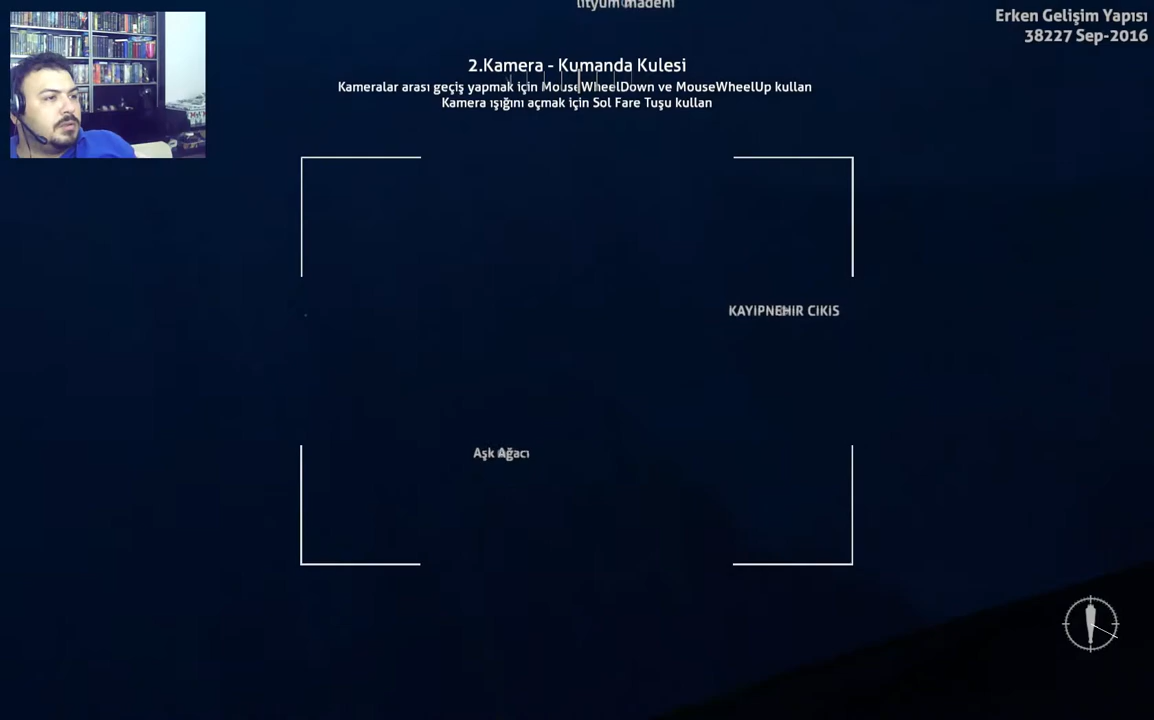 lityum madeni
Erken Gelişim Yapısı
38227 Sep-2016
2.Kamera - Kumanda Kulesi
Kameralar arası geçiş yapmak için MouseWheelDown ve MouseWheelUp kullan
Kamera ışığını açmak için Sol Fare Tuşu kullan
KAYIPNEHIR CIKIS
Aşk Ağacı